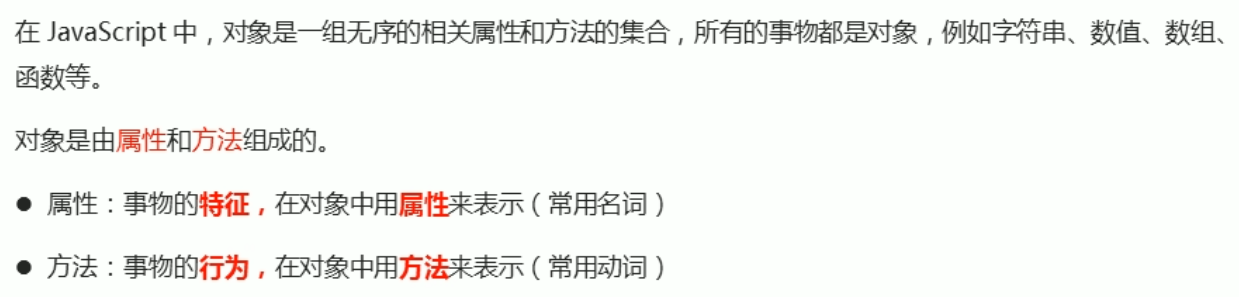 在 JavaScript 中，对象是一组无序的相关属性和方法的集合，所有的事物都是对象，例如字符串、数值、数组、
函数等。
对象是由属性和方法组成的。
● 属性：事物的特征，在对象中用属性来表示（常用名词）
● 方法：事物的行为，在对象中用方法来表示（常用动词）